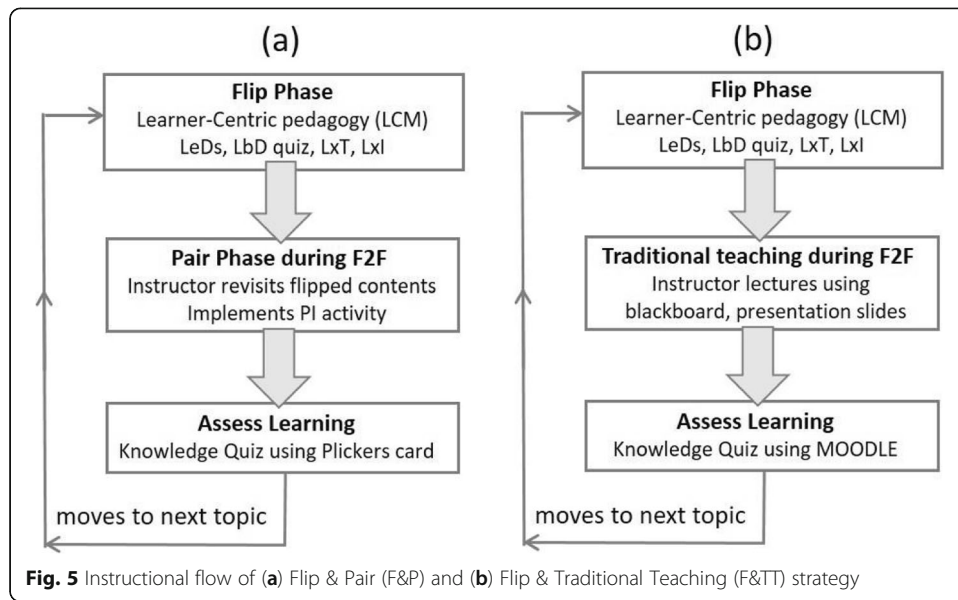 (a)
Flip Phase
Learner-Centric pedagogy (LCM)
LeDs, LbD quiz, LxT, LxI
Pair Phase during F2F
Instructor revisits flipped contents
Implements PI activity
Assess Learning
Knowledge Quiz using Plickers card
moves to next topic
(b)
Flip Phase
Learner-Centric pedagogy (LCM)
LeDs, LbD quiz, LxT, LxI
Traditional teaching during F2F
Instructor lectures using
blackboard, presentation slides
Assess Learning
Knowledge Quiz using MOODLE
moves to next topic
Fig. 5 Instructional flow of (a) Flip & Pair (F&P) and (b) Flip & Traditional Teaching (F&TT) strategy